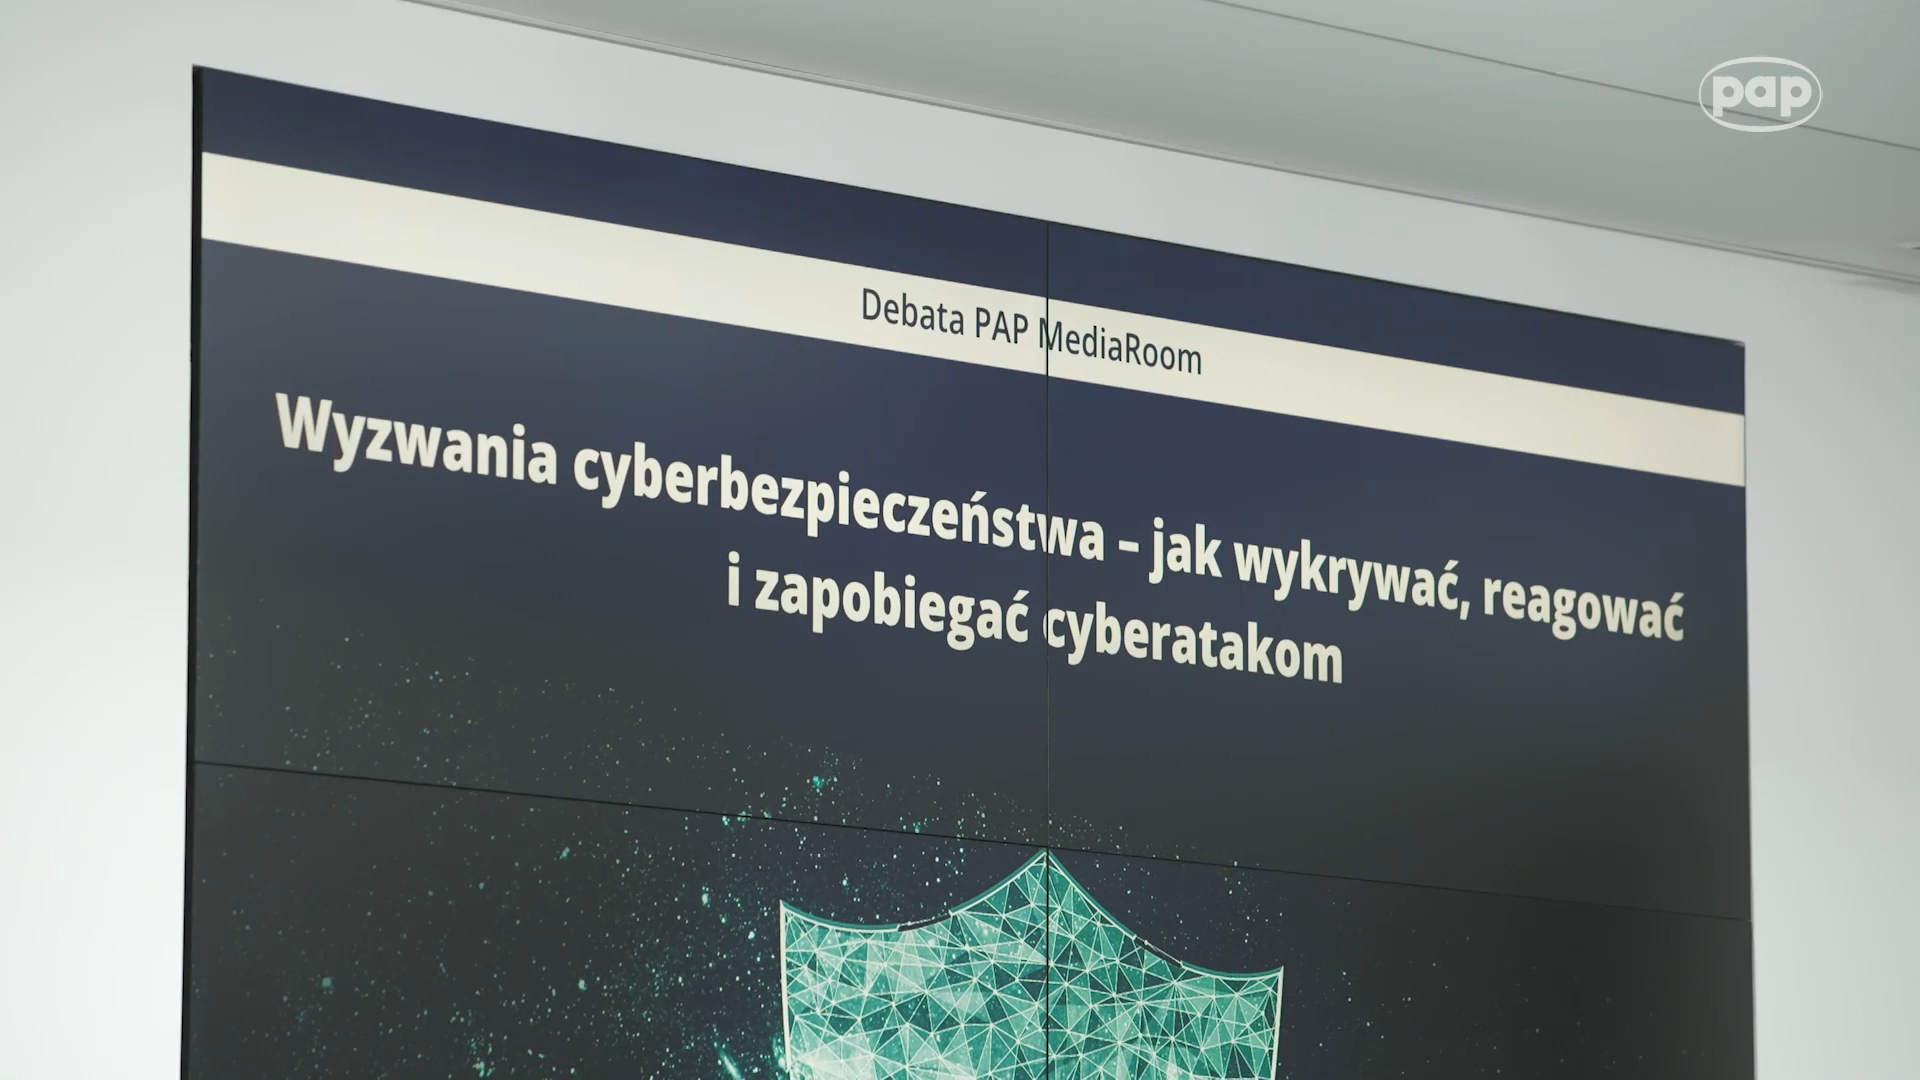 pap
Debata PAP MediaRoom
Wyzwania cyberbezpieczeństwa – jak wykrywać, reagować
i zapobiegać cyberatakom